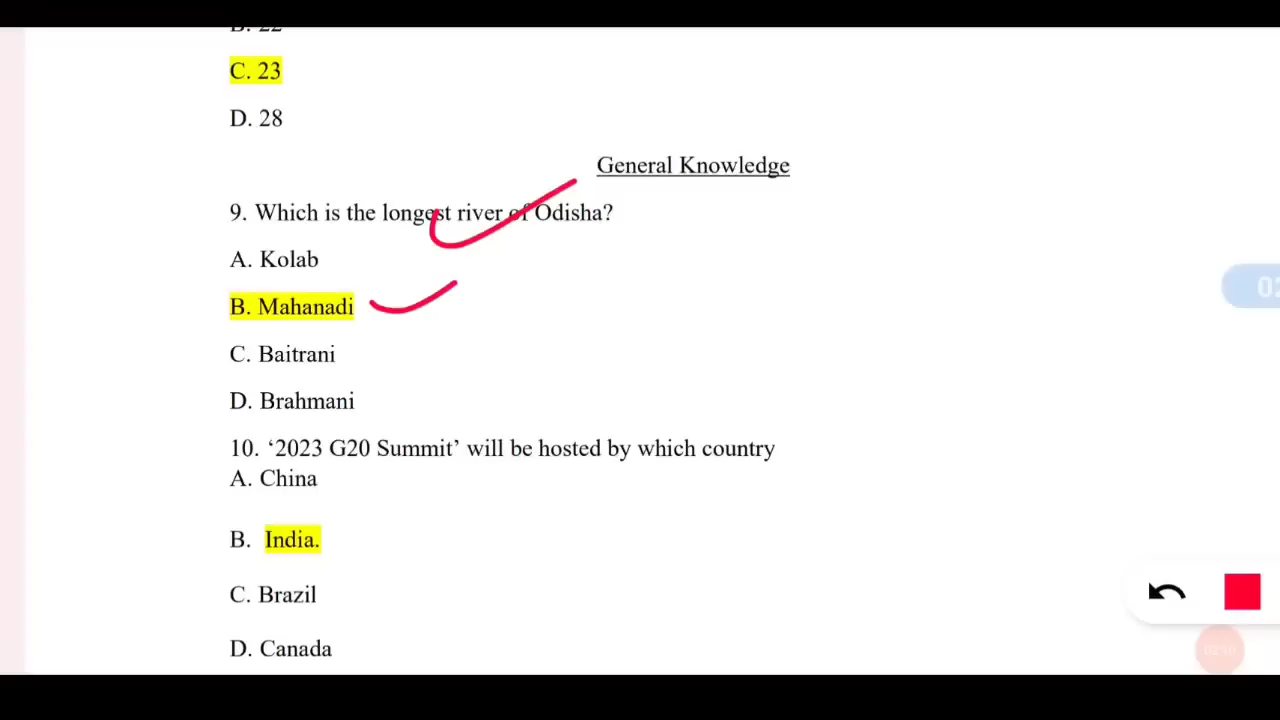 B. 22
C. 23
D. 28
General Knowledge
9. Which is the longest river of Odisha?
A. Kolab
B. Mahanadi
C. Baitrani
D. Brahmani
10. ‘2023 G20 Summit’ will be hosted by which country
A. China
B. India.
C. Brazil
D. Canada